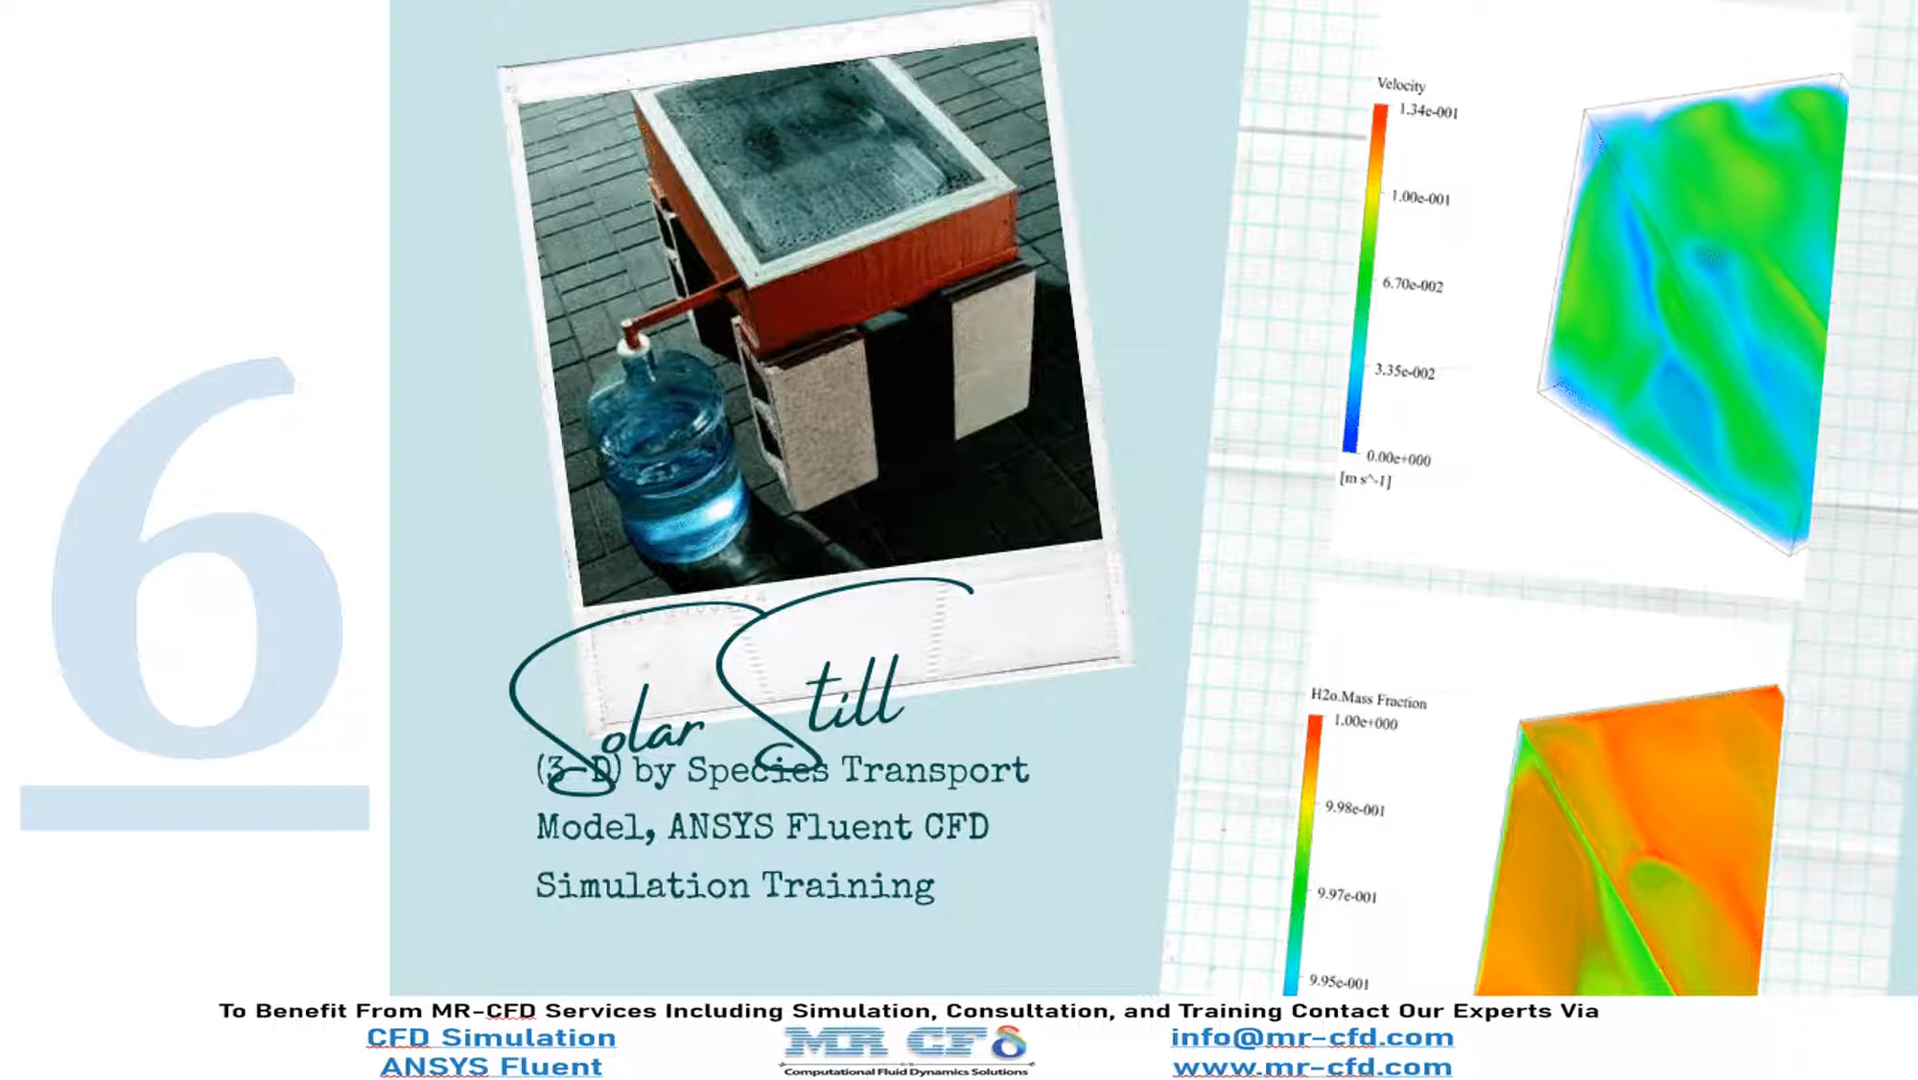 6
Solar Still
(3-D) by Species Transport
Model, ANSYS Fluent CFD
Simulation Training
Velocity
1.34e-001
1.00e-001
6.70e-002
3.35e-002
0.00e+000
[m s^-1]
H2o.Mass Fraction
1.00e+000
9.98e-001
9.97e-001
9.95e-001
To Benefit From MR-CFD Services Including Simulation, Consultation, and Training Contact Our Experts Via
CFD Simulation
ANSYS Fluent
MR CFD
Computational Fluid Dynamics Solutions
info@mr-cfd.com
www.mr-cfd.com